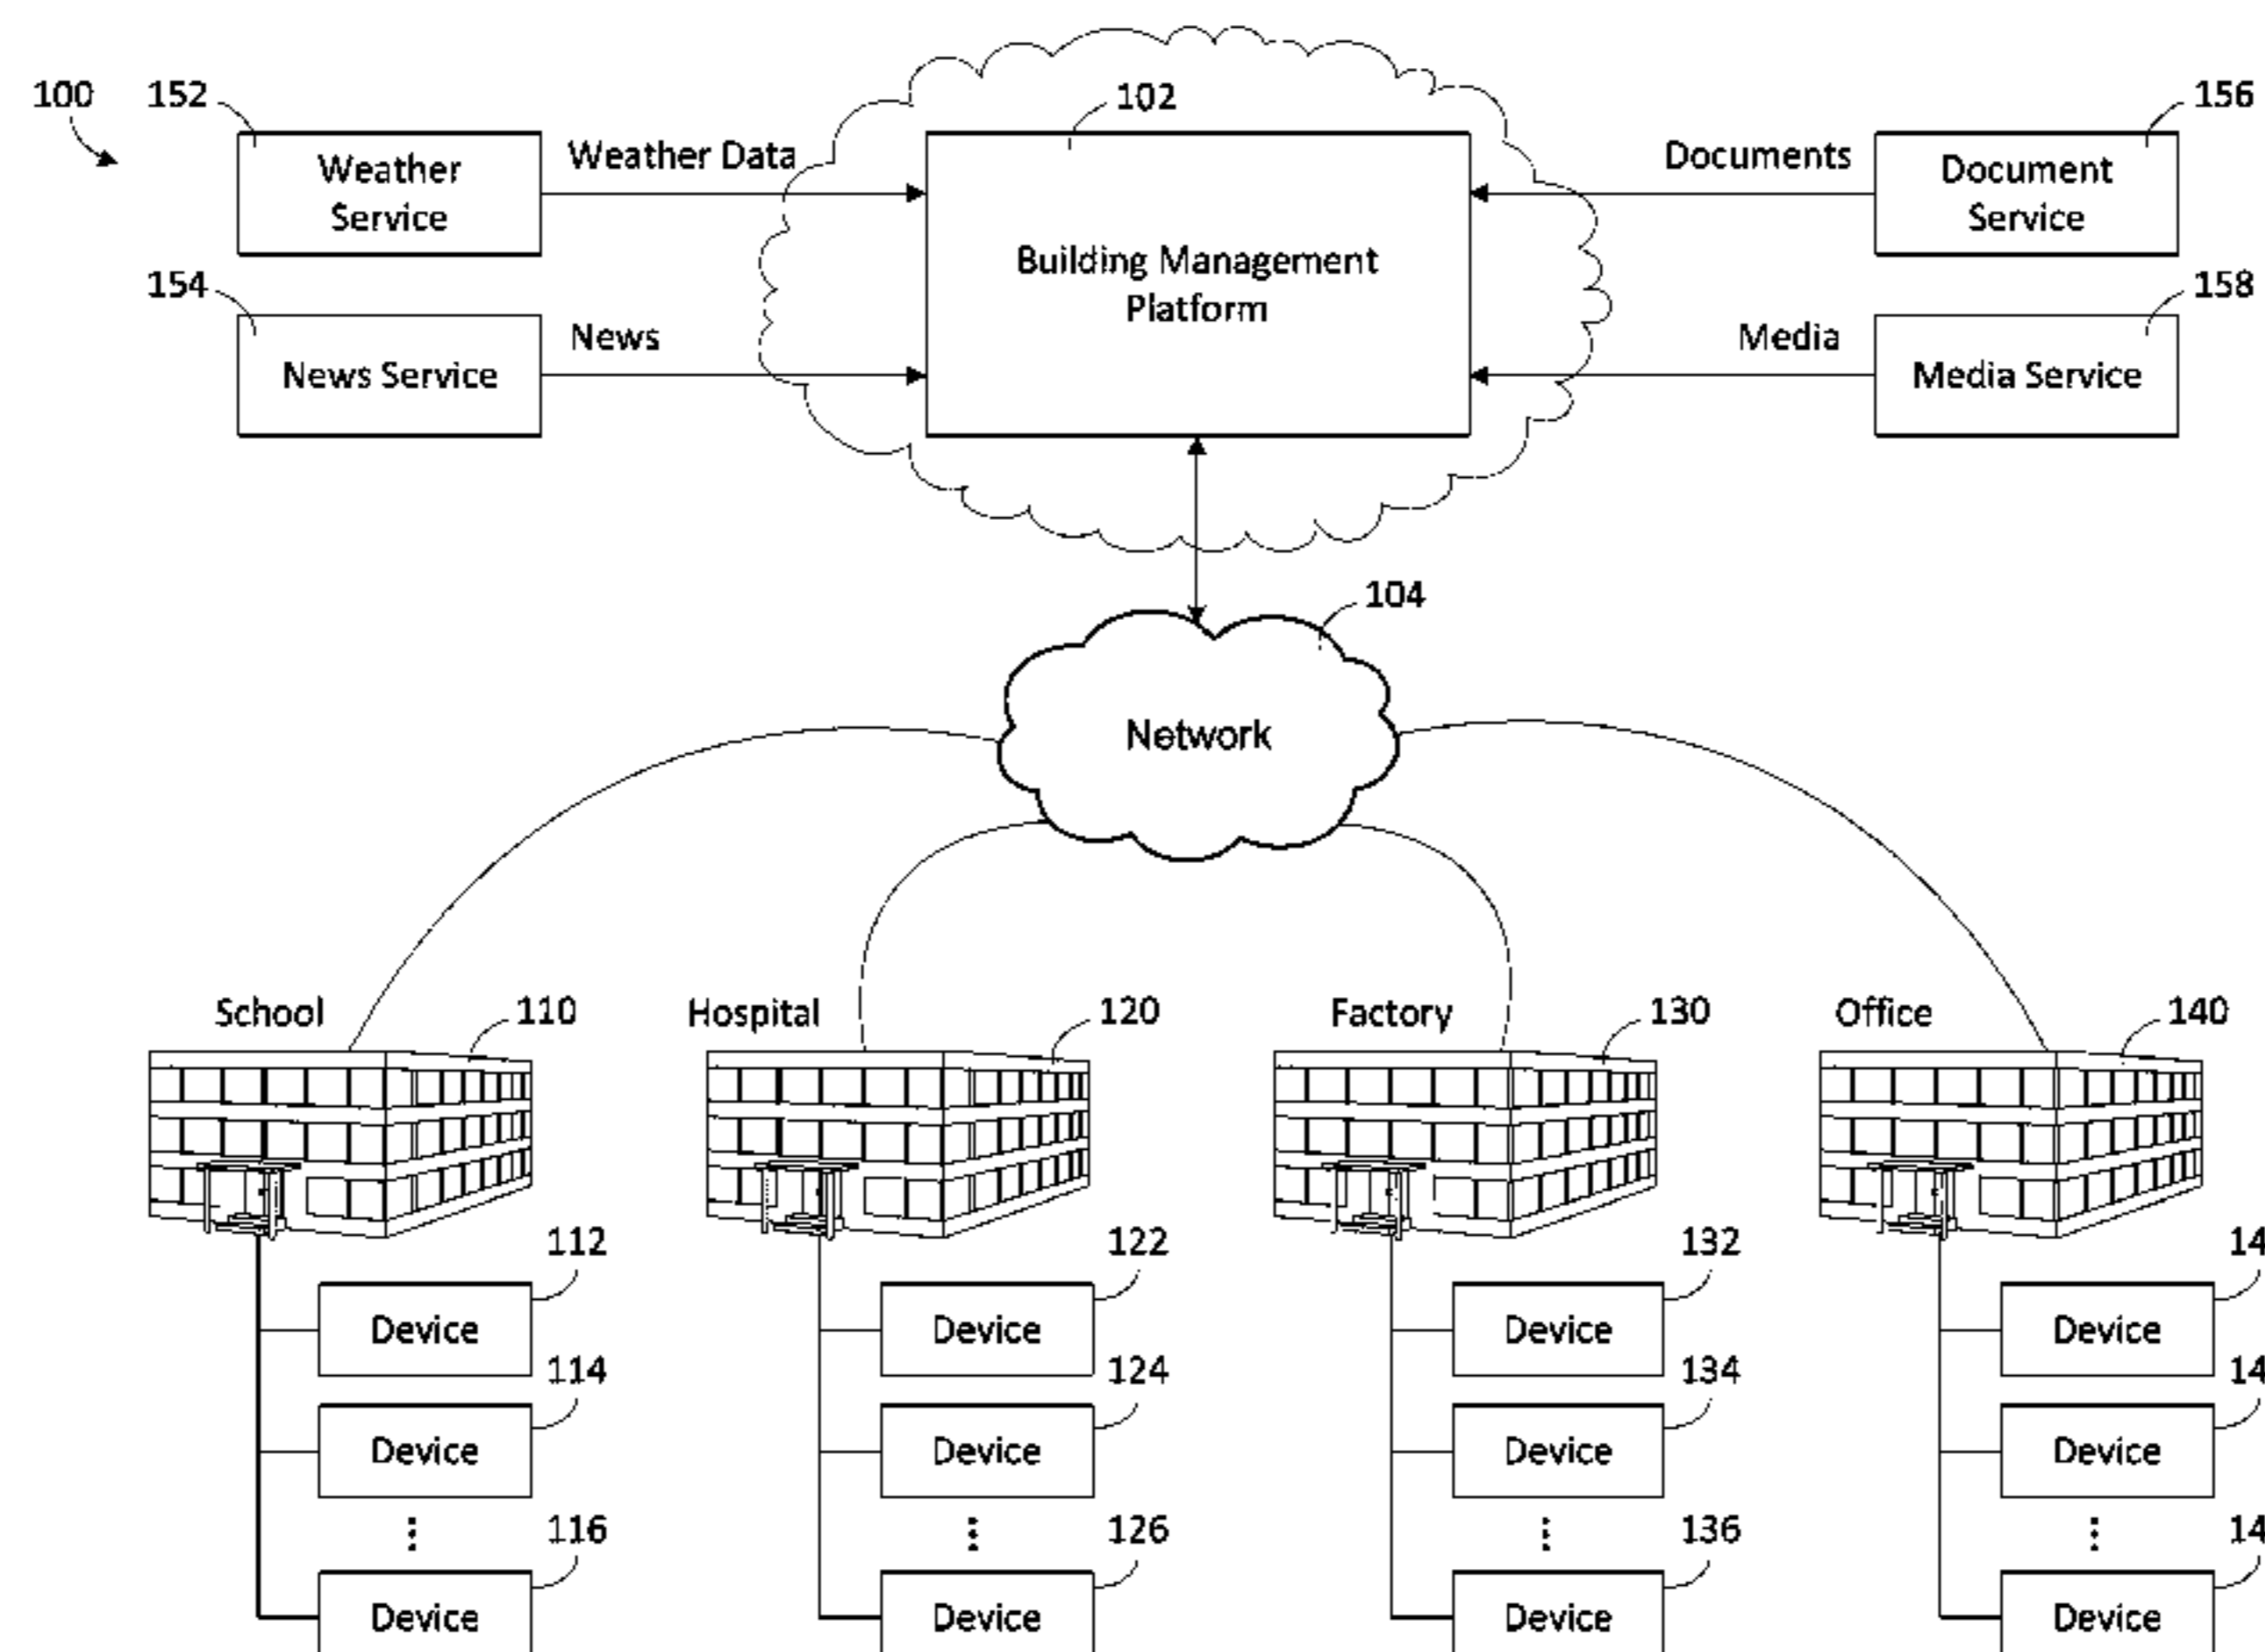 100
152
Weather
Service
Weather Data
102
Building Management
Platform
Documents
156
Document
Service
154
News Service
News
Media
158
Media Service
104
Network
School
110
Hospital
120
Factory
130
Office
140
112
Device
114
Device
116
Device
122
Device
124
Device
126
Device
132
Device
134
Device
136
Device
Device
Device
Device